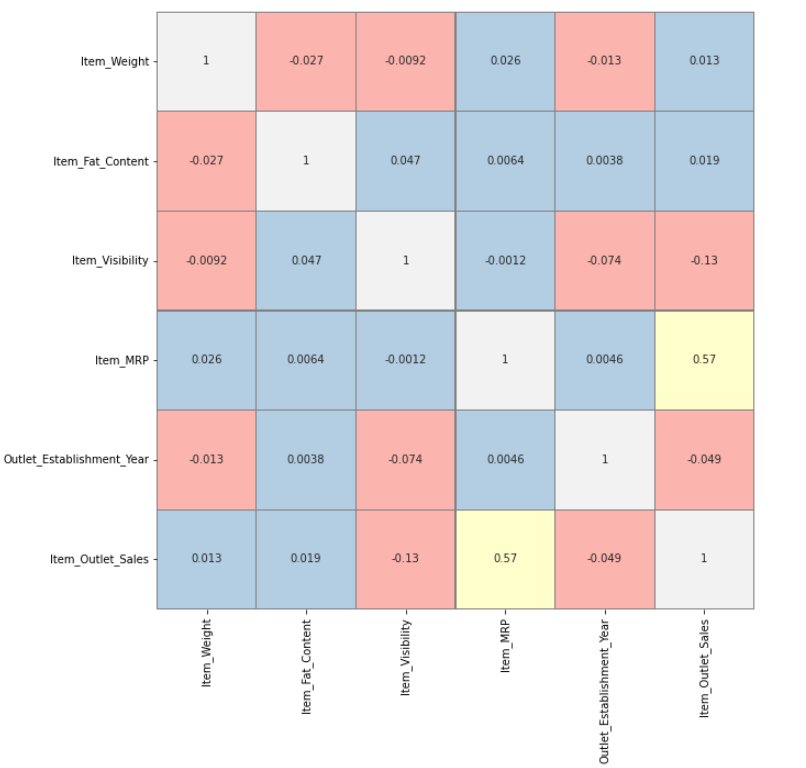 Item_Weight 1 -0.027 -0.0092 0.026 -0.013 0.013
Item_Fat_Content -0.027 1 0.047 0.0064 0.0038 0.019
Item_Visibility -0.0092 0.047 1 -0.0012 -0.074 -0.13
Item_MRP 0.026 0.0064 -0.0012 1 0.0046 0.57
Outlet_Establishment_Year -0.013 0.0038 -0.074 0.0046 1 -0.049
Item_Outlet_Sales 0.013 0.019 -0.13 0.57 -0.049 1
Item_Weight
Item_Fat_Content
Item_Visibility
Item_MRP
Outlet_Establishment_Year
Item_Outlet_Sales